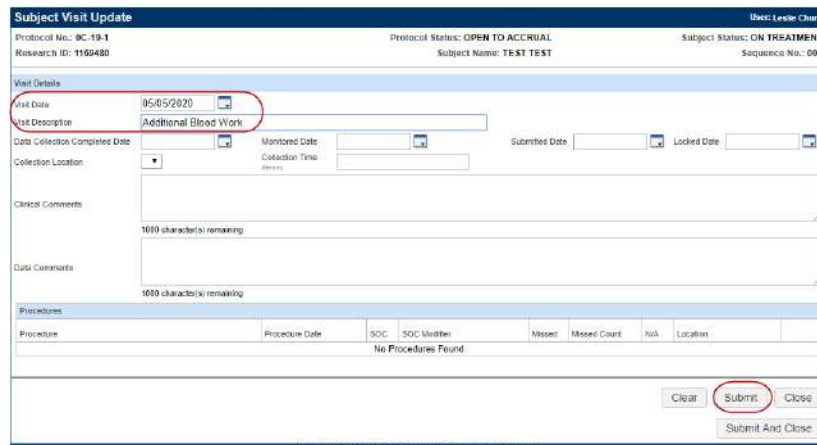 Subject Visit Update User: Leslie Chur
Protocol No.: OC-19-1 Protocol Status: OPEN TO ACCRUAL Subject Status: ON TREATMEN
Research ID: 1160480 Subject Name: TEST TEST Sequence No.: 00
Visit Details
Visit Date 05/05/2020
Visit Description Additional Blood Work
Data Collection Completed Date Monitored Date Submitted Date Locked Date
Collection Location Collection Time
Clinical Comments
1000 character(s) remaining
Data Comments
1000 character(s) remaining
Procedures
Procedure Procedure Date SOC SOC Modifier Missed Missed Count N/A Location
No Procedures Found
Clear Submit Close
Submit And Close